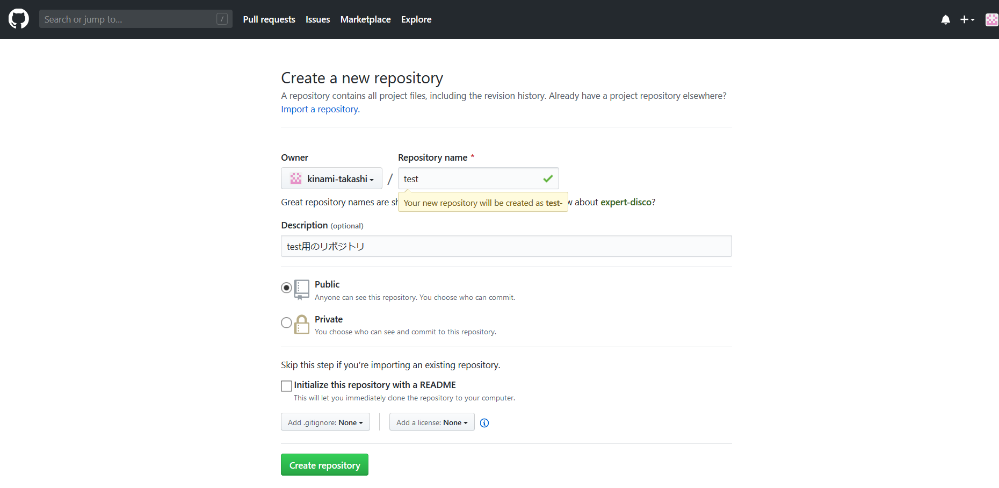 Search or jump to... /
Pull requests Issues Marketplace Explore
Create a new repository
A repository contains all project files, including the revision history. Already have a project repository elsewhere?
Import a repository.
Owner
Repository name *
kinami-takashi / test
Your new repository will be created as test-
Great repository names are sh w about expert-disco?
Description (optional)
test用のリポジトリ
Public
Anyone can see this repository. You choose who can commit.
Private
You choose who can see and commit to this repository.
Skip this step if you're importing an existing repository.
Initialize this repository with a README
This will let you immediately clone the repository to your computer.
Add .gitignore: None
Add a license: None
Create repository